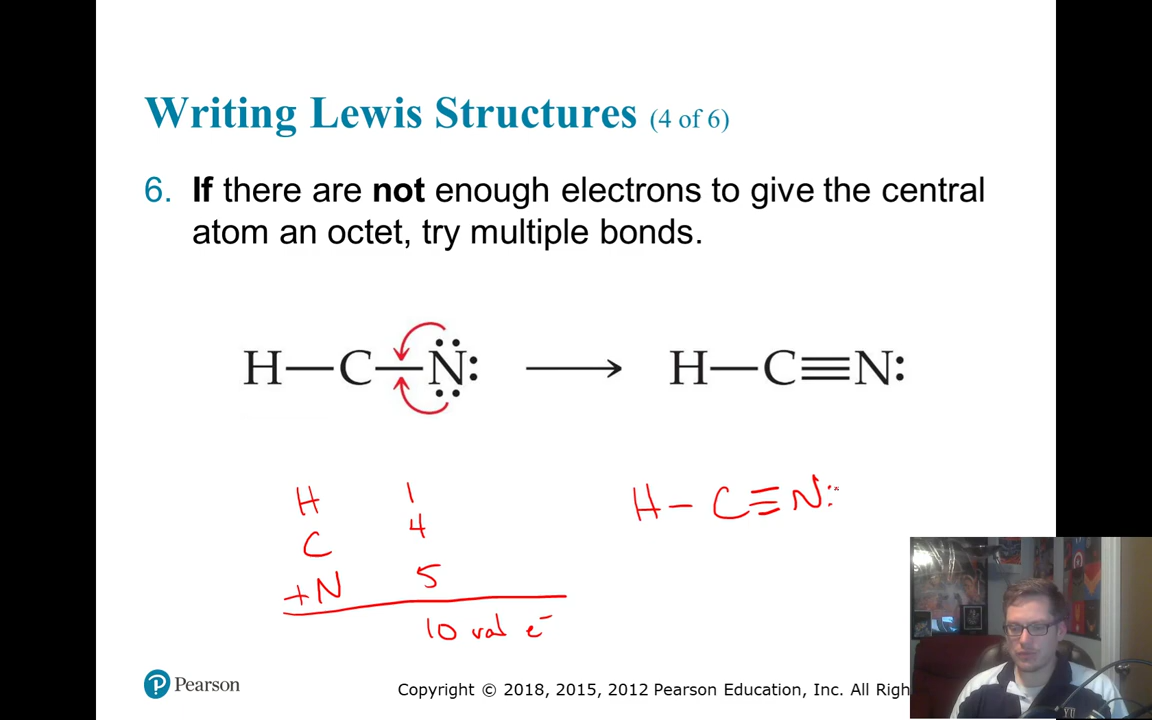 Writing Lewis Structures (4 of 6)
6. If there are not enough electrons to give the central
atom an octet, try multiple bonds.
H—C—N: ⟶ H—C≡N:
H 1
C 4
+N 5
10 val e⁻
H–C≡N:
Pearson
Copyright © 2018, 2015, 2012 Pearson Education, Inc. All Righ